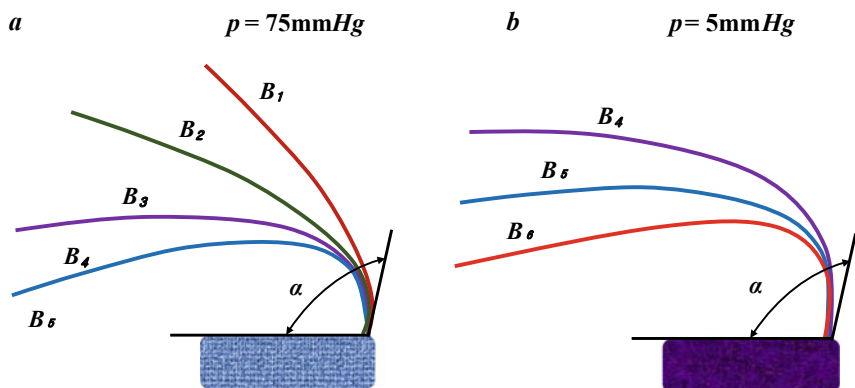 a p = 75mmHg
B₁
B₂
B₃
B₄
B₅
α
b p = 5mmHg
B₄
B₅
B₆
α